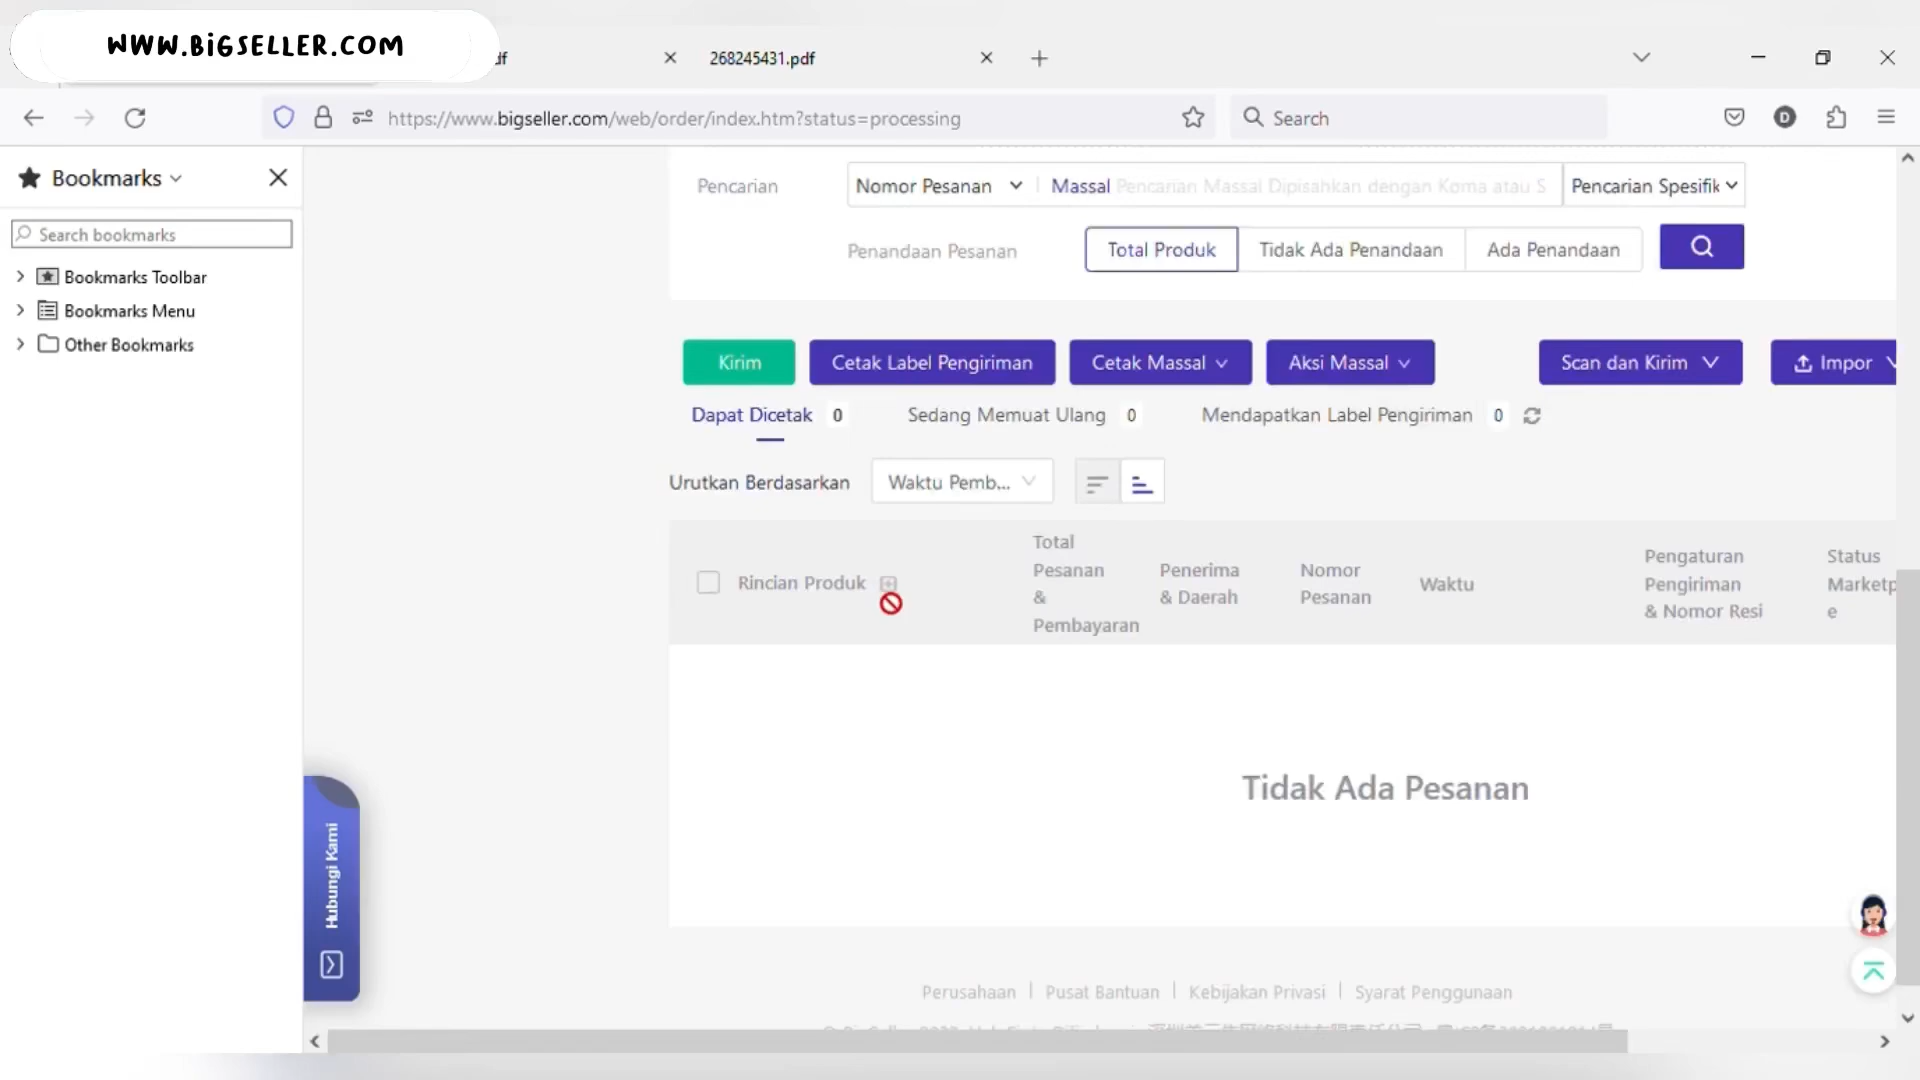 WWW.BIGSELLER.COM
df
268245431.pdf
https://www.bigseller.com/web/order/index.htm?status=processing
Search
D
Bookmarks
Search bookmarks
Bookmarks Toolbar
Bookmarks Menu
Other Bookmarks
Pencarian
Nomor Pesanan
Massal
Pencarian Massal Dipisahkan dengan Koma atau S
Pencarian Spesifik
Penandaan Pesanan
Total Produk
Tidak Ada Penandaan
Ada Penandaan
Kirim
Cetak Label Pengiriman
Cetak Massal
Aksi Massal
Scan dan Kirim
Impor
Dapat Dicetak 0
Sedang Memuat Ulang 0
Mendapatkan Label Pengiriman 0
Urutkan Berdasarkan
Waktu Pemb...
Rincian Produk
Total
Pesanan
&
Pembayaran
Penerima
& Daerah
Nomor
Pesanan
Waktu
Pengaturan
Pengiriman
& Nomor Resi
Status
Marketp
e
Tidak Ada Pesanan
Hubungi Kami
Perusahaan | Pusat Bantuan | Kebijakan Privasi | Syarat Penggunaan